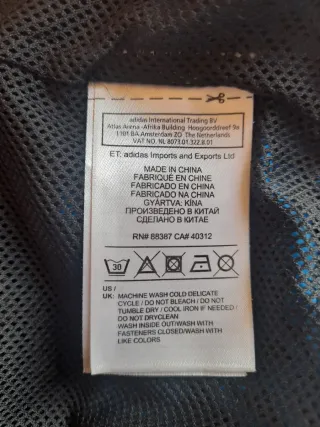 adidas International Trading BV
Atlas Arena -Afrika Building Hoogoorddreef 9a
1101 BA Amsterdam ZO The Netherlands
VAT NO. NL 8073.01.322.B.01
ET: adidas Imports and Exports Ltd
MADE IN CHINA
FABRIQUÉ EN CHINE
FABRICADO EN CHINA
FABRICADO NA CHINA
GYÁRTVA: KÍNA
ПРОИЗВЕДЕНО В КИТАЙ
СДЕЛАНО В КИТАЕ
RN# 88387 CA# 40312
30
US /
UK: MACHINE WASH COLD DELICATE
CYCLE / DO NOT BLEACH / DO NOT
TUMBLE DRY / COOL IRON IF NEEDED /
DO NOT DRYCLEAN
WASH INSIDE OUT/WASH WITH
FASTENERS CLOSED/WASH WITH
LIKE COLORS